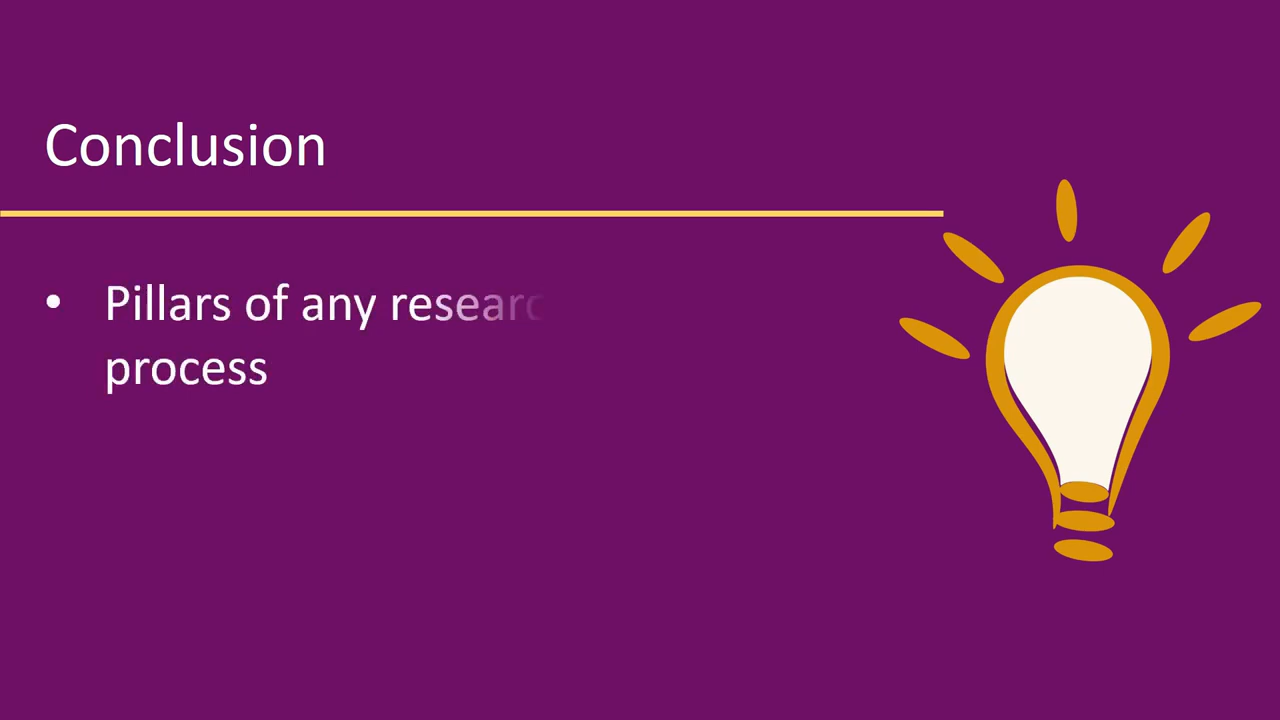 Conclusion
• Pillars of any researc
process